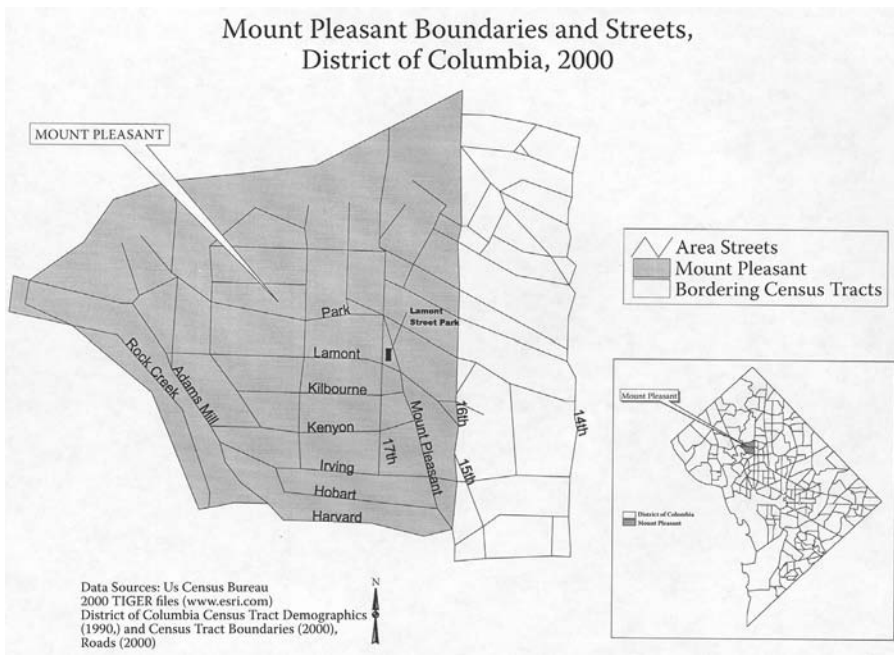 Mount Pleasant Boundaries and Streets,
District of Columbia, 2000
MOUNT PLEASANT
Area Streets
Mount Pleasant
Bordering Census Tracts
Park
Lamont
Street Park
Lamont
Rock Creek
Adams Mill
Kilbourne
Kenyon
17th
Mount Pleasant
16th
15th
14th
Irving
Hobart
Harvard
Mount Pleasant
District of Columbia
Mount Pleasant
Data Sources: Us Census Bureau
2000 TIGER files (www.esri.com)
District of Columbia Census Tract Demographics
(1990,) and Census Tract Boundaries (2000),
Roads (2000)
N